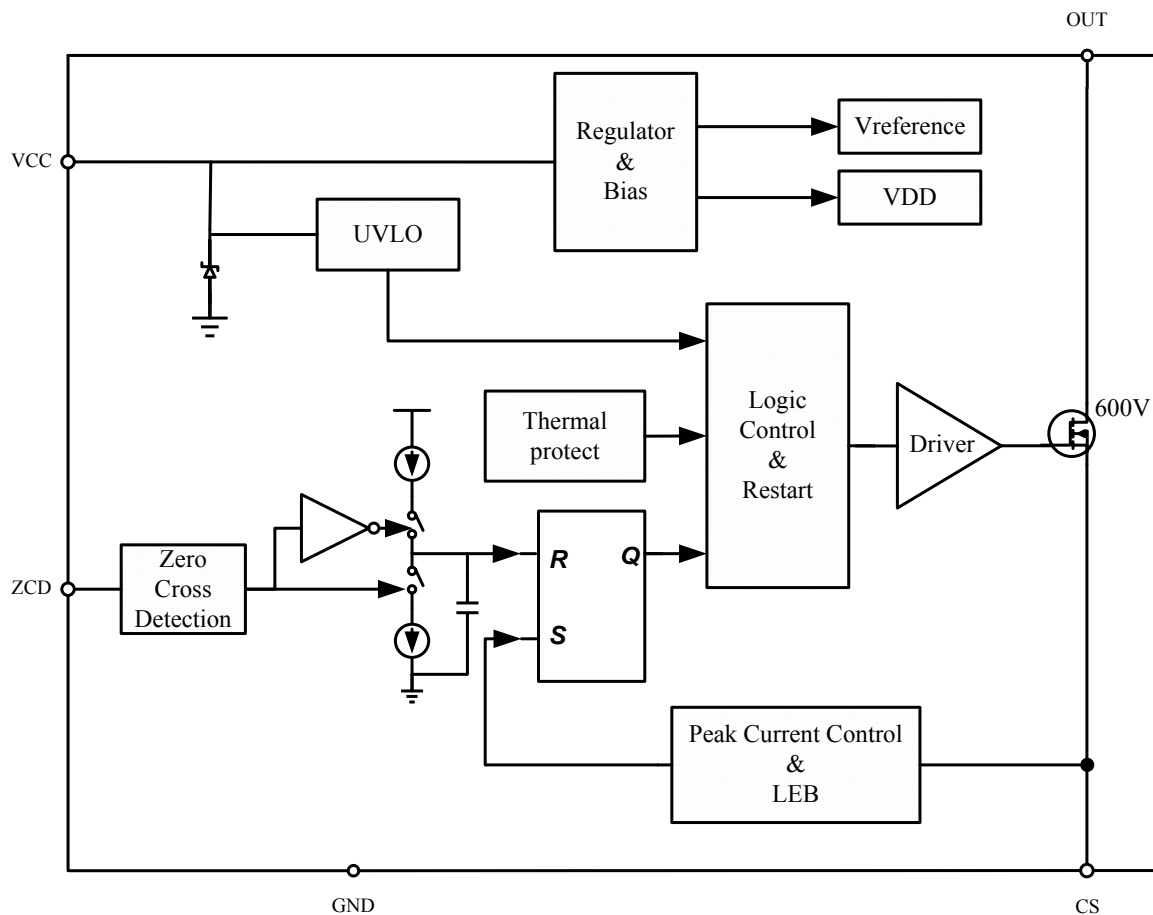 OUT
Regulator
&
Bias
Vreference
VCC
VDD
UVLO
Logic
Control
&
Restart
600V
Thermal
protect
Driver
Zero
Cross
Detection
R
Q
ZCD
S
Peak Current Control
&
LEB
GND
CS